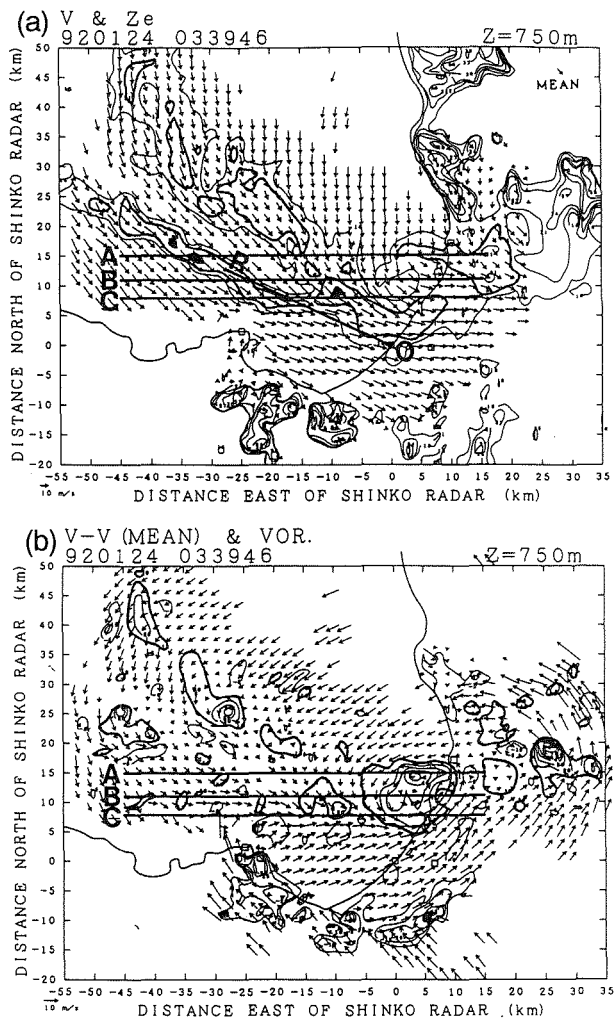 (a) V & Ze
920124 033946 Z=750m
MEAN
DISTANCE NORTH OF SHINKO RADAR (km)
50
45
40
35
30
25
20
15
10
5
0
-5
-10
-15
-20
A
B
C
-55 -50 -45 -40 -35 -30 -25 -20 -15 -10 -5 0 5 10 15 20 25 30 35
10 m/s
DISTANCE EAST OF SHINKO RADAR (km)
(b) V-V (MEAN) & VOR.
920124 033946 Z=750m
DISTANCE NORTH OF SHINKO RADAR (km)
50
45
40
35
30
25
20
15
10
5
0
-5
-10
-15
-20
A
B
C
-55 -50 -45 -40 -35 -30 -25 -20 -15 -10 -5 0 5 10 15 20 25 30 35
10 m/s
DISTANCE EAST OF SHINKO RADAR (km)